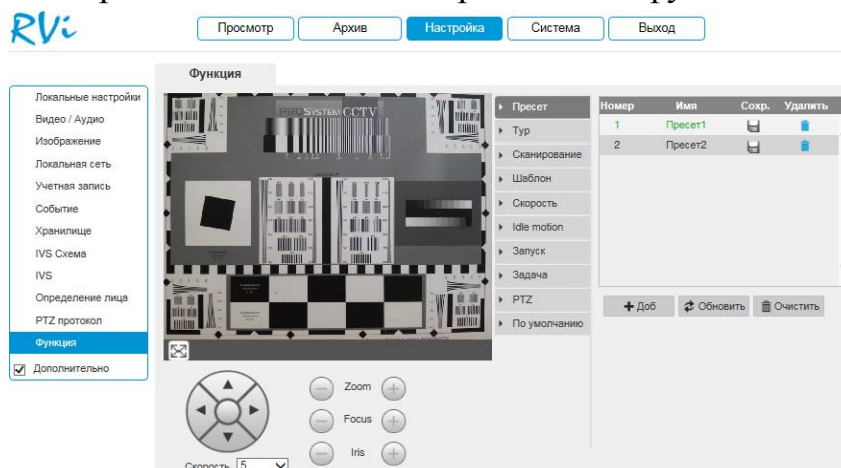 RVi
Просмотр
Архив
Настройка
Система
Выход
Функция
Локальные настройки
Видео / Аудио
Изображение
Локальная сеть
Учетная запись
Событие
Хранилище
IVS Схема
IVS
Определение лица
PTZ протокол
Функция
Дополнительно
PROSYSTEM CCTV
Пресет
Тур
Сканирование
Шаблон
Скорость
Idle motion
Запуск
Задача
PTZ
По умолчанию
Номер Имя Сохр. Удалить
1 Пресет1
2 Пресет2
Доб
Обновить
Очистить
Zoom
Focus
Iris
Скорость 5